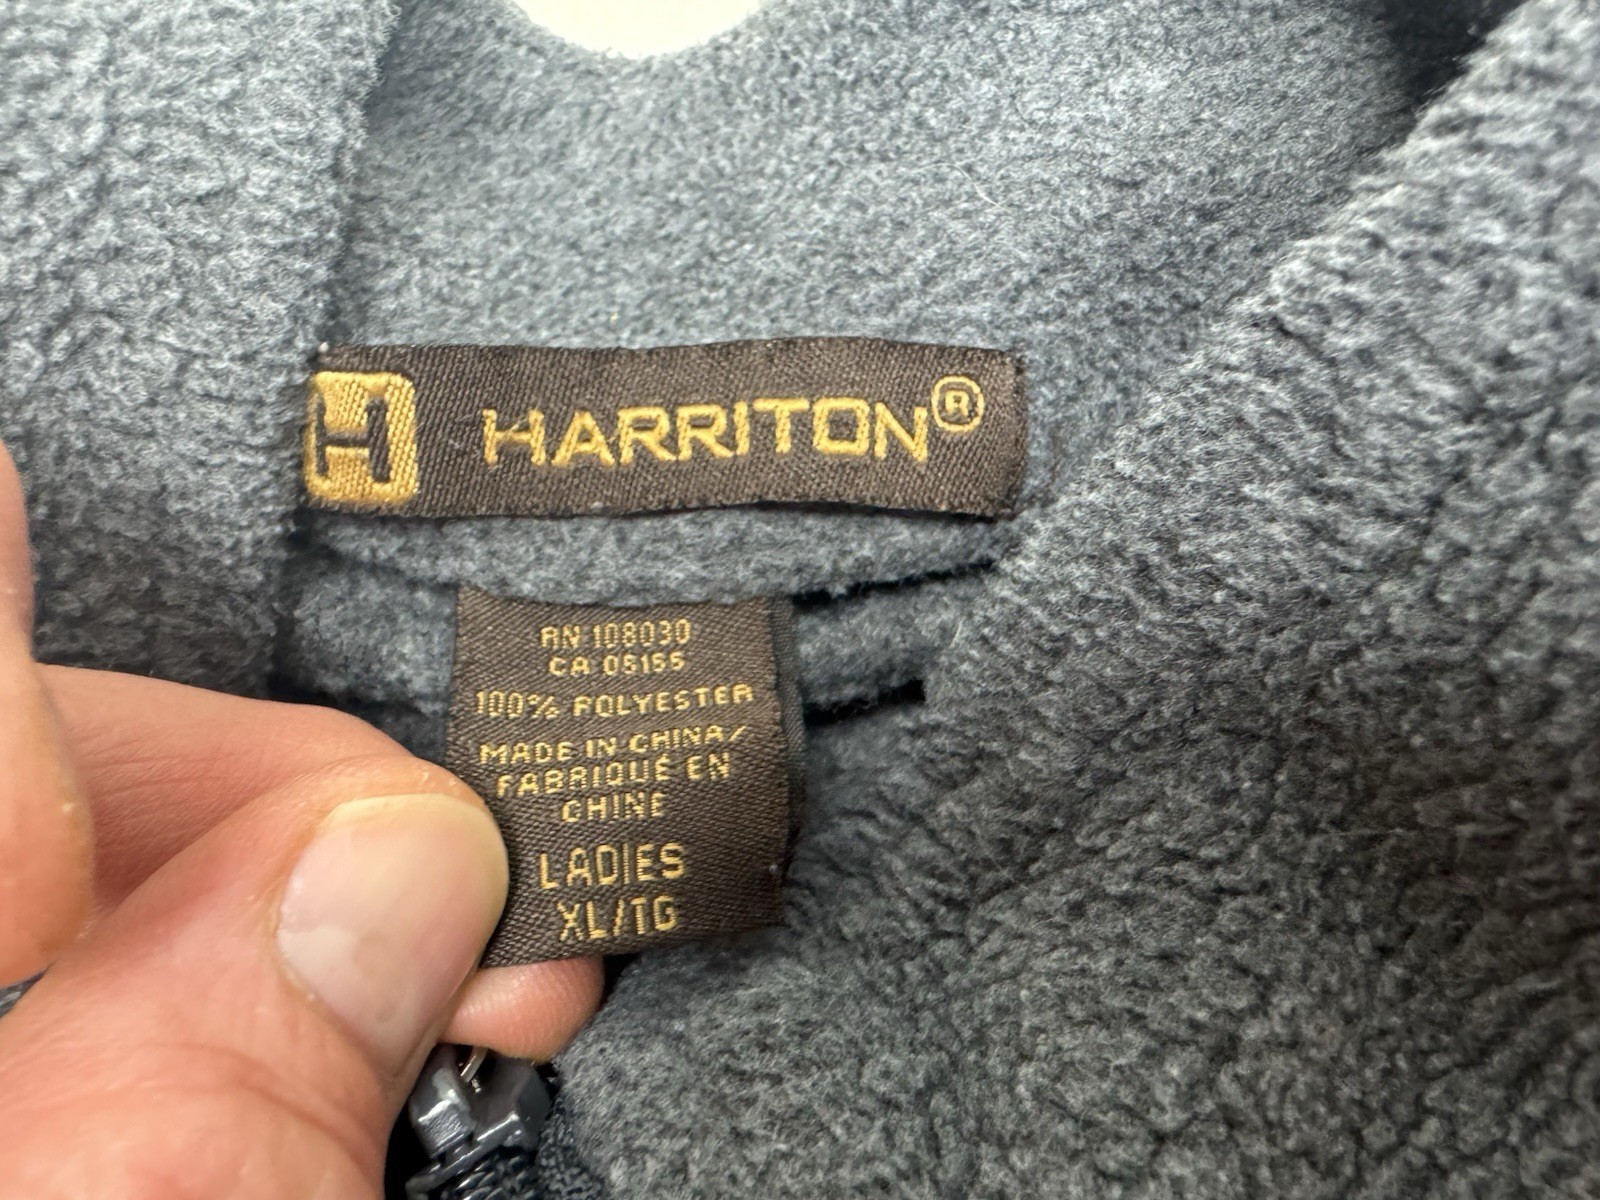 H HARRITON®
RN 108030
CA 05155
100% POLYESTER
MADE IN CHINA/
FABRIQUÉ EN
CHINE
LADIES
XL/TG